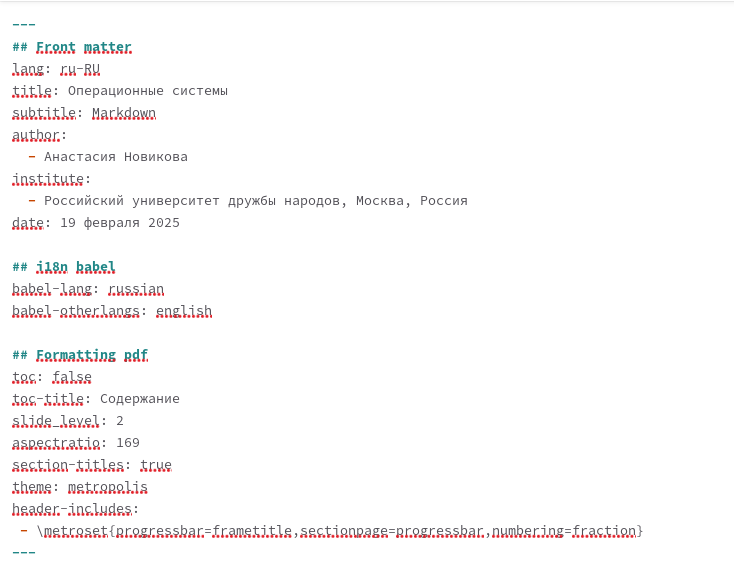 ---
## Front matter
lang: ru-RU
title: Операционные системы
subtitle: Markdown
author:
  - Анастасия Новикова
institute:
  - Российский университет дружбы народов, Москва, Россия
date: 19 февраля 2025

## i18n babel
babel-lang: russian
babel-otherlangs: english

## Formatting pdf
toc: false
toc-title: Содержание
slide_level: 2
aspectratio: 169
section-titles: true
theme: metropolis
header-includes:
 - \metroset{progressbar=frametitle,sectionpage=progressbar,numbering=fraction}
---